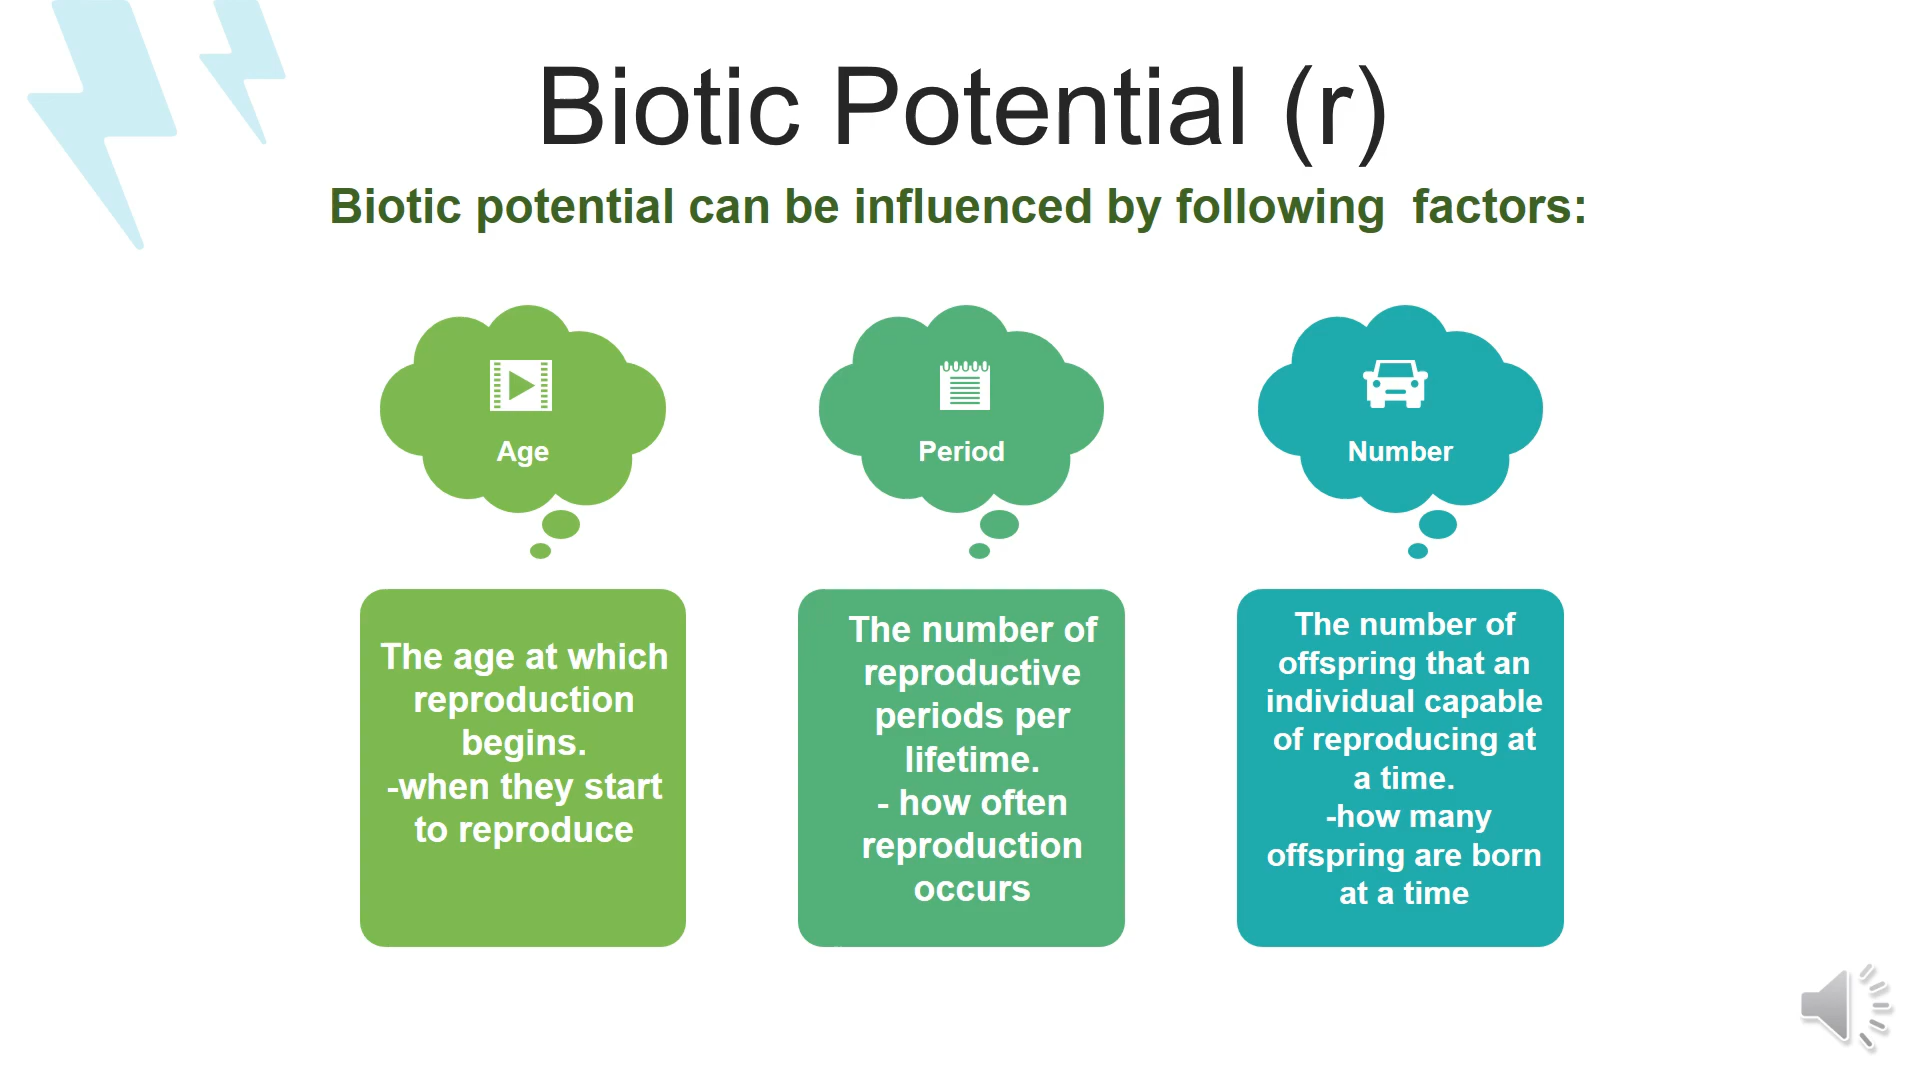 Biotic Potential (r)
Biotic potential can be influenced by following  factors:
Age
The age at which
reproduction
begins.
-when they start
to reproduce
Period
The number of
reproductive
periods per
lifetime.
- how often
reproduction
occurs
Number
The number of
offspring that an
individual capable
of reproducing at
a time.
-how many
offspring are born
at a time